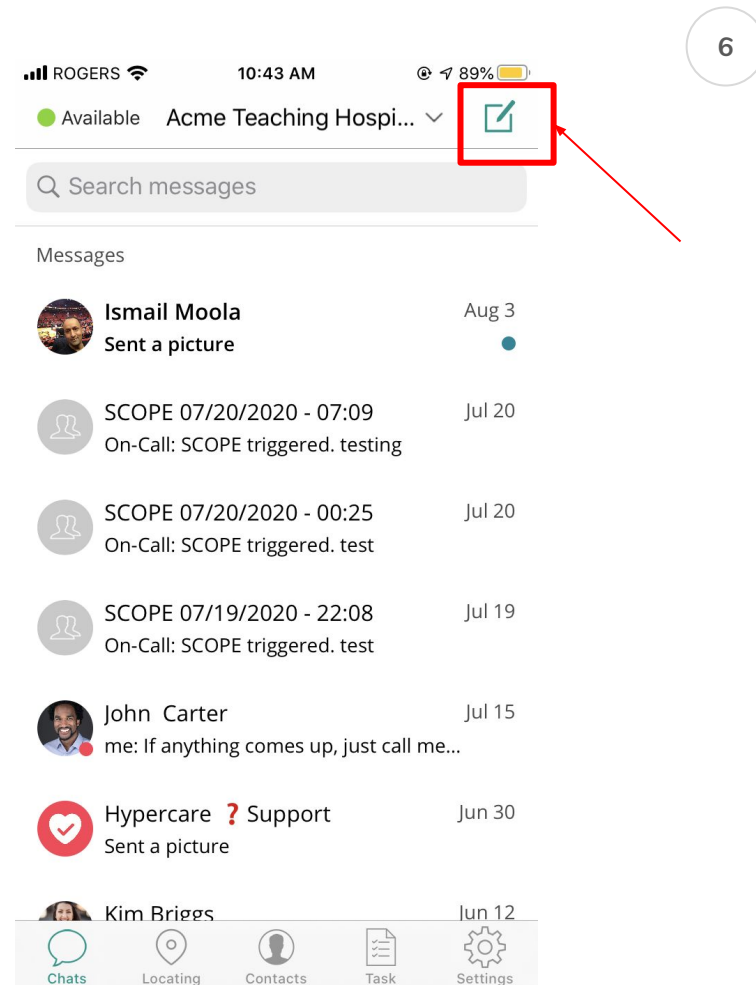 6
ROGERS 10:43 AM 89%
Available Acme Teaching Hospi...
Search messages
Messages
Ismail Moola Aug 3
Sent a picture
SCOPE 07/20/2020 - 07:09 Jul 20
On-Call: SCOPE triggered. testing
SCOPE 07/20/2020 - 00:25 Jul 20
On-Call: SCOPE triggered. test
SCOPE 07/19/2020 - 22:08 Jul 19
On-Call: SCOPE triggered. test
John Carter Jul 15
me: If anything comes up, just call me...
Hypercare ❓ Support Jun 30
Sent a picture
Kim Briggs Jun 12
Chats Locating Contacts Task Settings